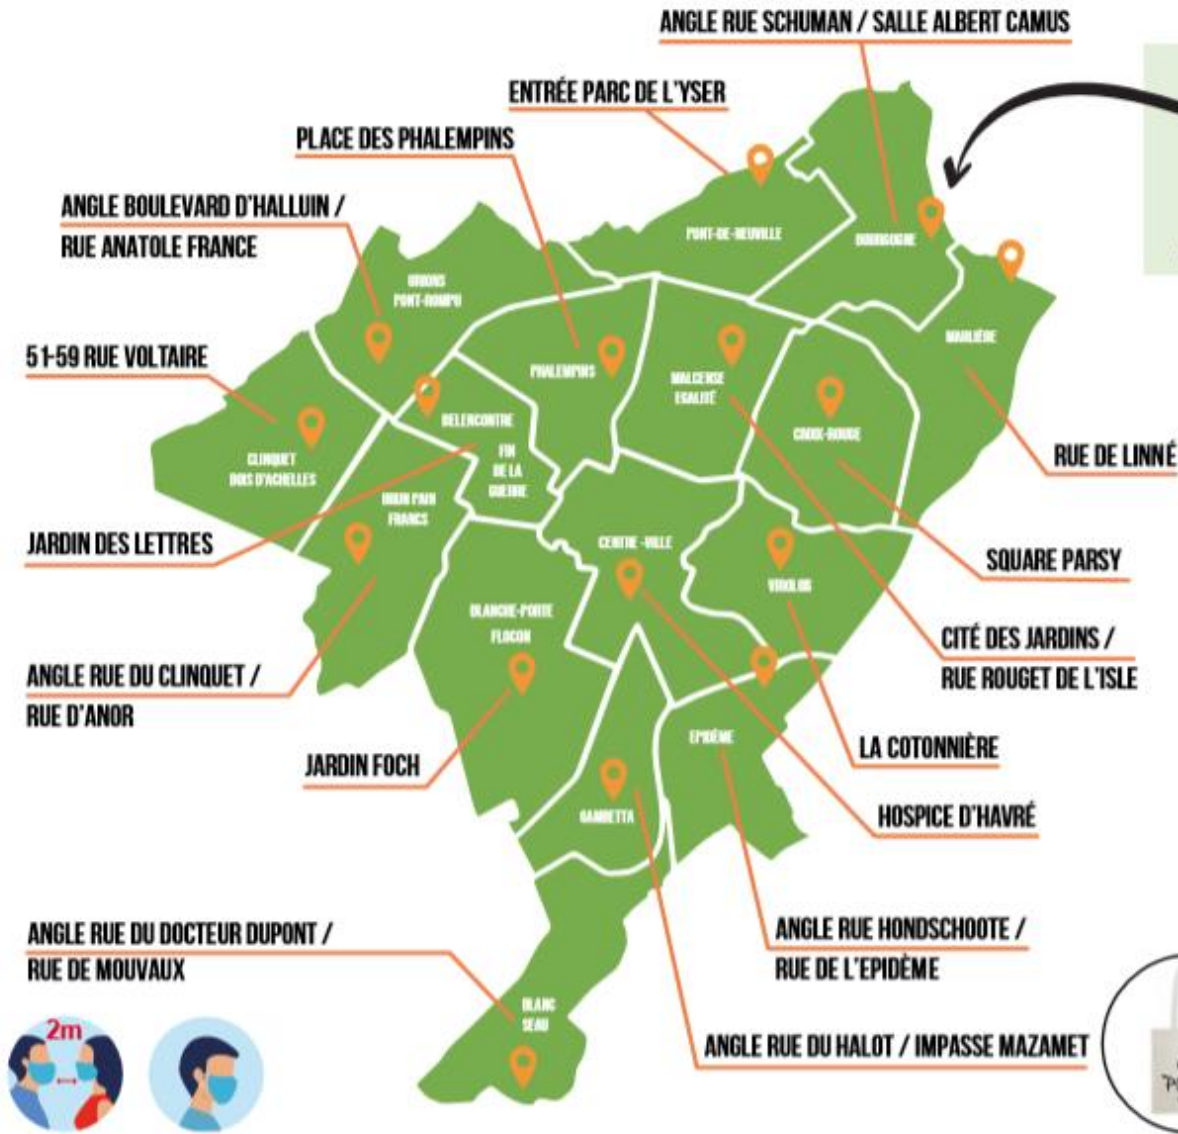 ANGLE RUE SCHUMAN / SALLE ALBERT CAMUS
ENTRÉE PARC DE L'YSER
PLACE DES PHALEMPINS
ANGLE BOULEVARD D'HALLUIN /
RUE ANATOLE FRANCE
51-59 RUE VOLTAIRE
JARDIN DES LETTRES
ANGLE RUE DU CLINQUET /
RUE D'ANOR
JARDIN FOCH
ANGLE RUE DU DOCTEUR DUPONT /
RUE DE MOUVAUX
2m
PONT-DE-NEUVILLE
BOURGOGNE
MARLIÈRE
ORIONS
PONT-ROMPU
PHALEMPINS
MALCENSE
EGALITÉ
CROIX-ROUGE
BELENCONTRE
FIN
DE LA
GUERRE
CLINQUET
BOIS D'ACHELLES
BRUN PAIN
FRANCS
CENTRE -VILLE
VIROLOIS
BLANCHE-PORTE
FLOCON
EPIDÈME
GAMBETTA
BLANC
SEAU
RUE DE LINNÉ
SQUARE PARSY
CITÉ DES JARDINS /
RUE ROUGET DE L'ISLE
LA COTONNIÈRE
HOSPICE D'HAVRÉ
ANGLE RUE HONDSCHOOTE /
RUE DE L'EPIDÈME
ANGLE RUE DU HALOT / IMPASSE MAZAMET